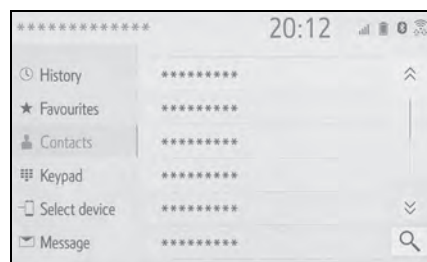 ************* 20:12
History *********
Favourites *********
Contacts *********
Keypad *********
Select device *********
Message *********